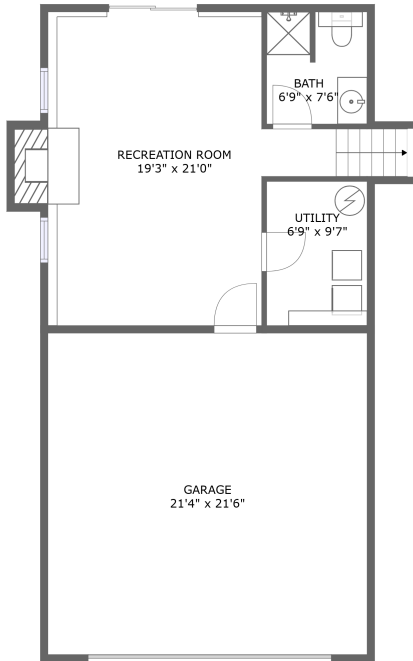 BATH
6'9" x 7'6"
RECREATION ROOM
19'3" x 21'0"
UTILITY
6'9" x 9'7"
GARAGE
21'4" x 21'6"